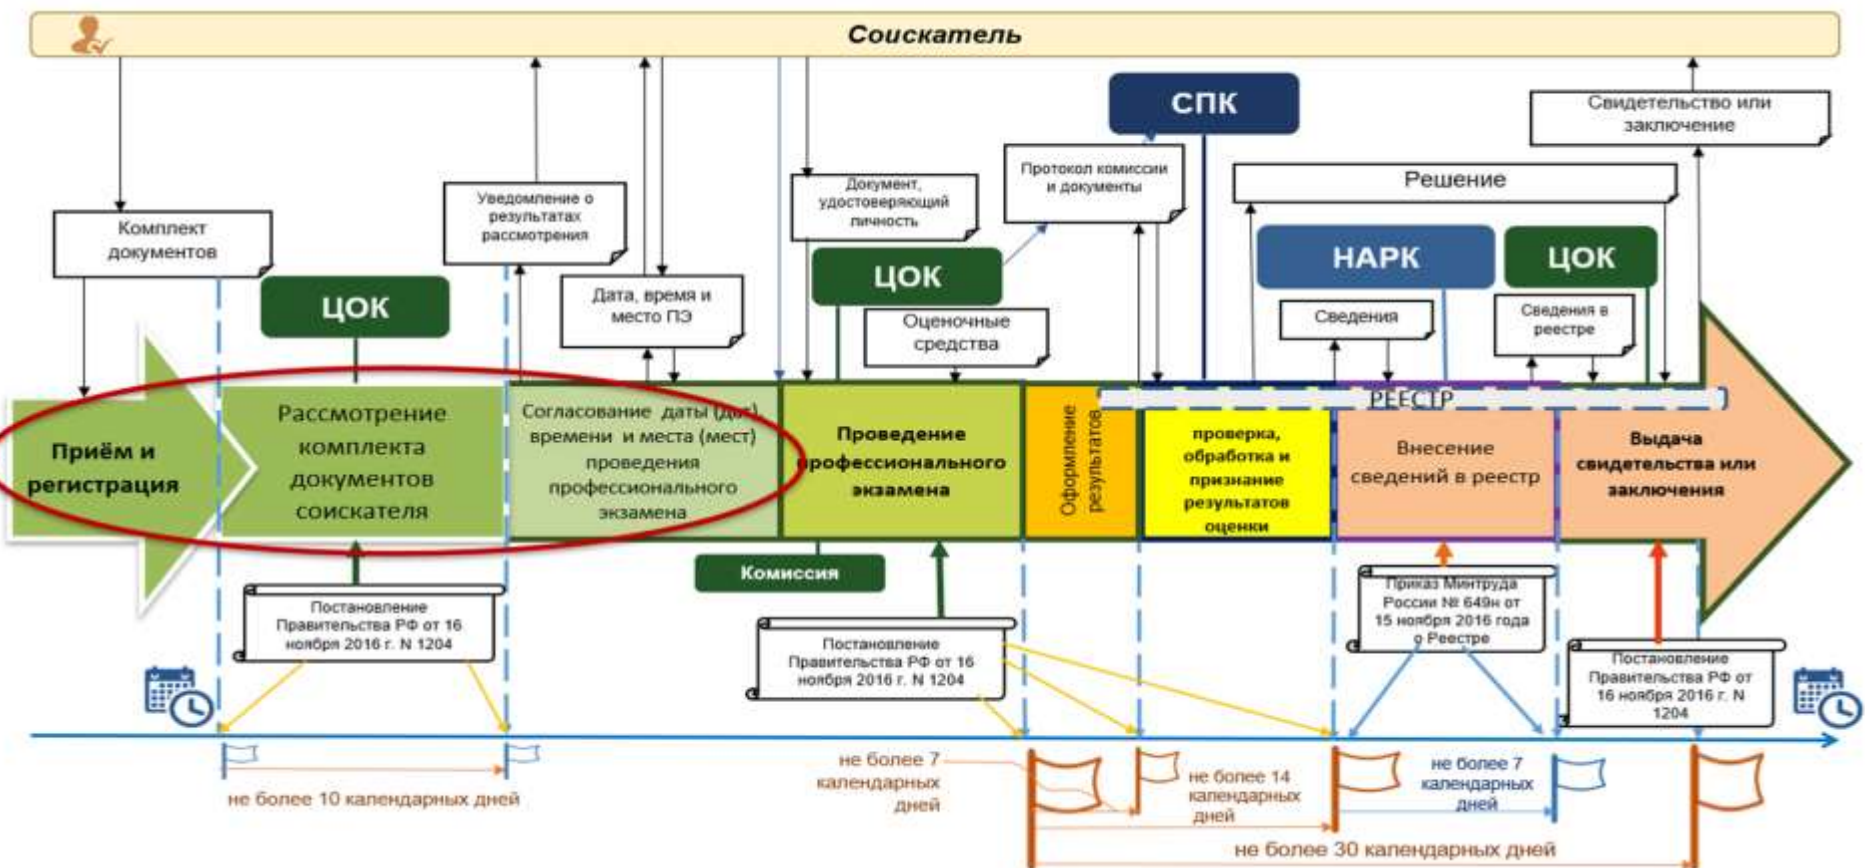 Соискатель
СПК
Свидетельство или
заключение
Протокол комиссии
и документы
Решение
Документ,
удостоверяющий
личность
Уведомление о
результатах
рассмотрения
Комплект
документов
ЦОК
НАРК
ЦОК
ЦОК
Дата, время и
место ПЭ
Оценочные
средства
Сведения
Сведения в
реестре
РЕЕСТР
Приём и
регистрация
Рассмотрение
комплекта
документов
соискателя
Согласование даты (дат),
времени и места (мест)
проведения
профессионального
экзамена
Проведение
профессионального
экзамена
Оформление
результатов
проверка,
обработка и
признание
результатов
оценки
Внесение
сведений в реестр
Выдача
свидетельства или
заключения
Комиссия
Постановление
Правительства РФ от 16
ноября 2016 г. N 1204
Постановление
Правительства РФ от 16
ноября 2016 г. N 1204
Приказ Минтруда
России № 649н от
15 ноября 2016 года
о Реестре
Постановление
Правительства РФ от
16 ноября 2016 г. N
1204
не более 10 календарных дней
не более 7
календарных
дней
не более 14
календарных
дней
не более 7
календарных
дней
не более 30 календарных дней